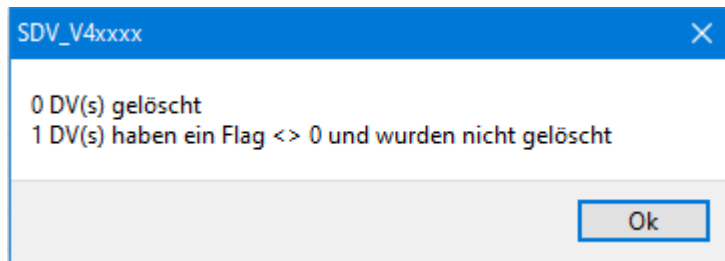 SDV_V4xxxx
0 DV(s) gelöscht
1 DV(s) haben ein Flag <> 0 und wurden nicht gelöscht
Ok